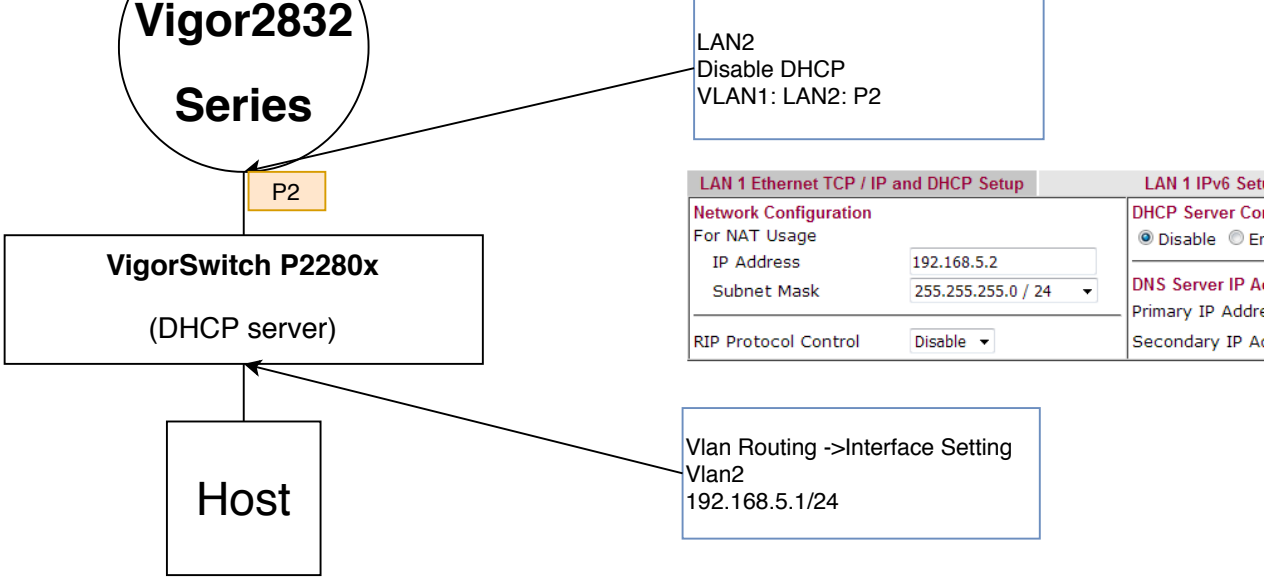 Vigor2832
Series
LAN2
Disable DHCP
VLAN1: LAN2: P2
P2
LAN 1 Ethernet TCP / IP and DHCP Setup
LAN 1 IPv6
Network Configuration
DHCP Server
For NAT Usage
Disable
IP Address
192.168.5.2
Subnet Mask
255.255.255.0 / 24
DNS Server IP
Primary IP
RIP Protocol Control
Disable
Secondary IP
VigorSwitch P2280x
(DHCP server)
Vlan Routing ->Interface Setting
Vlan2
192.168.5.1/24
Host